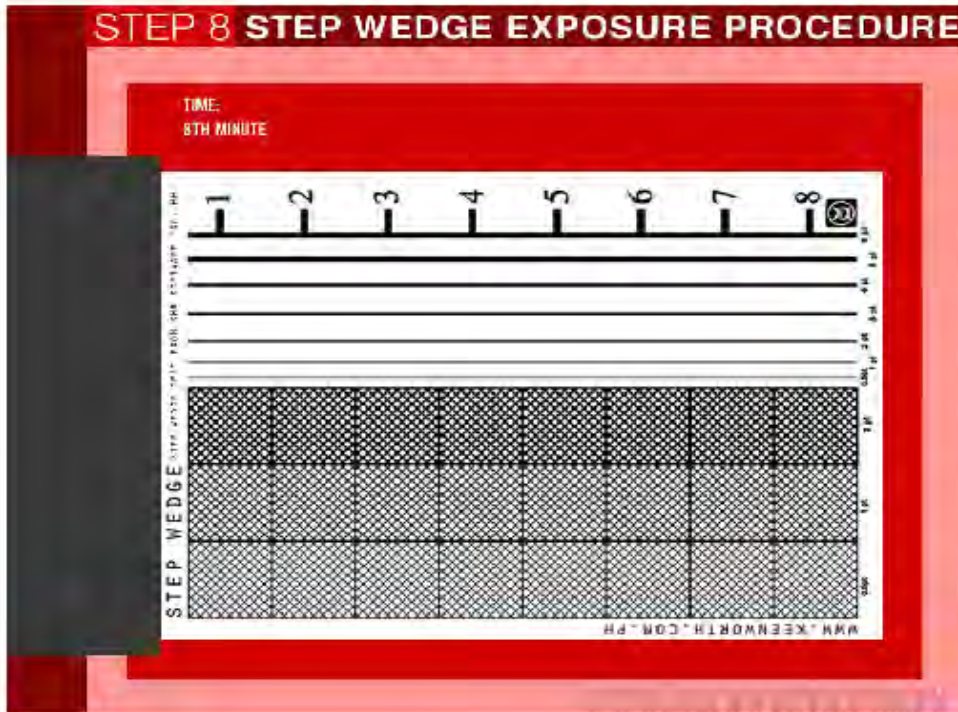 STEP 8 STEP WEDGE EXPOSURE PROCEDURE
TIME:
8TH MINUTE
1 2 3 4 5 6 7 8
STEP WEDGE
WWW.KEENWORTH.COM.PH